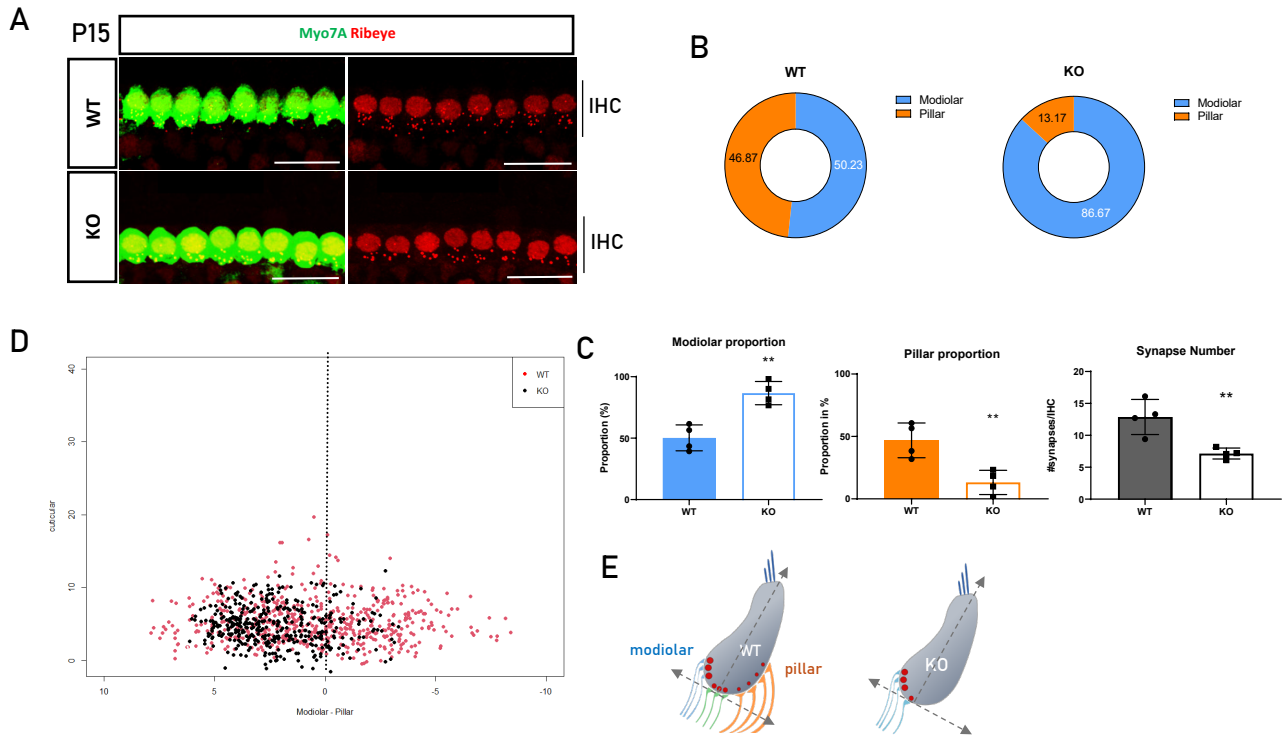 A
P15
Myo7A Ribeye
WT
IHC
KO
IHC
B
WT
Modiolar
Pillar
46.87
50.23
KO
Modiolar
Pillar
13.17
86.67
D
40
30
20
10
0
cubcular
10
5
0
-5
-10
Modiolar - Pillar
WT
KO
C
Modiolar proportion
**
100
50
0
Proportion (%)
WT
KO
Pillar proportion
**
100
50
0
Proportion in %
WT
KO
Synapse Number
**
20
15
10
5
0
#synapses/IHC
WT
KO
E
modiolar
WT
pillar
KO